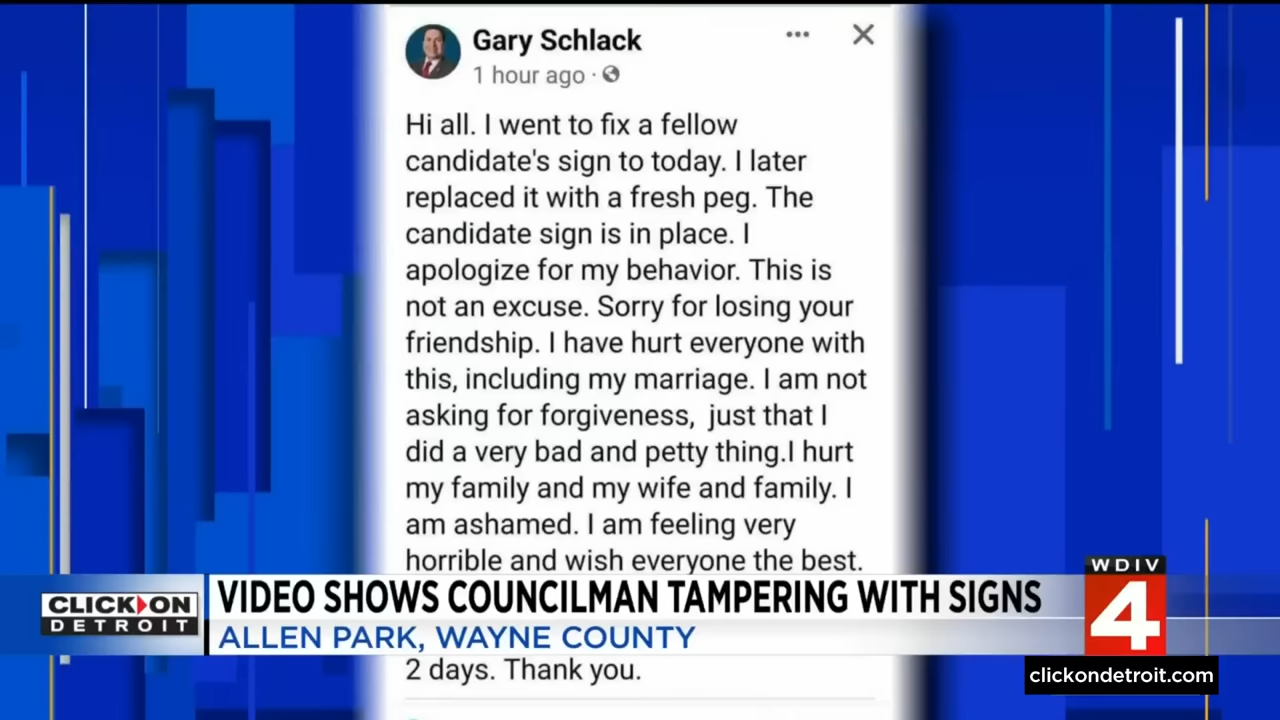 Gary Schlack
1 hour ago ·
Hi all. I went to fix a fellow
candidate's sign to today. I later
replaced it with a fresh peg. The
candidate sign is in place. I
apologize for my behavior. This is
not an excuse. Sorry for losing your
friendship. I have hurt everyone with
this, including my marriage. I am not
asking for forgiveness, just that I
did a very bad and petty thing.I hurt
my family and my wife and family. I
am ashamed. I am feeling very
horrible and wish everyone the best.
CLICK ON
DETROIT
VIDEO SHOWS COUNCILMAN TAMPERING WITH SIGNS
ALLEN PARK, WAYNE COUNTY
WDIV
4
2 days. Thank you.
clickondetroit.com